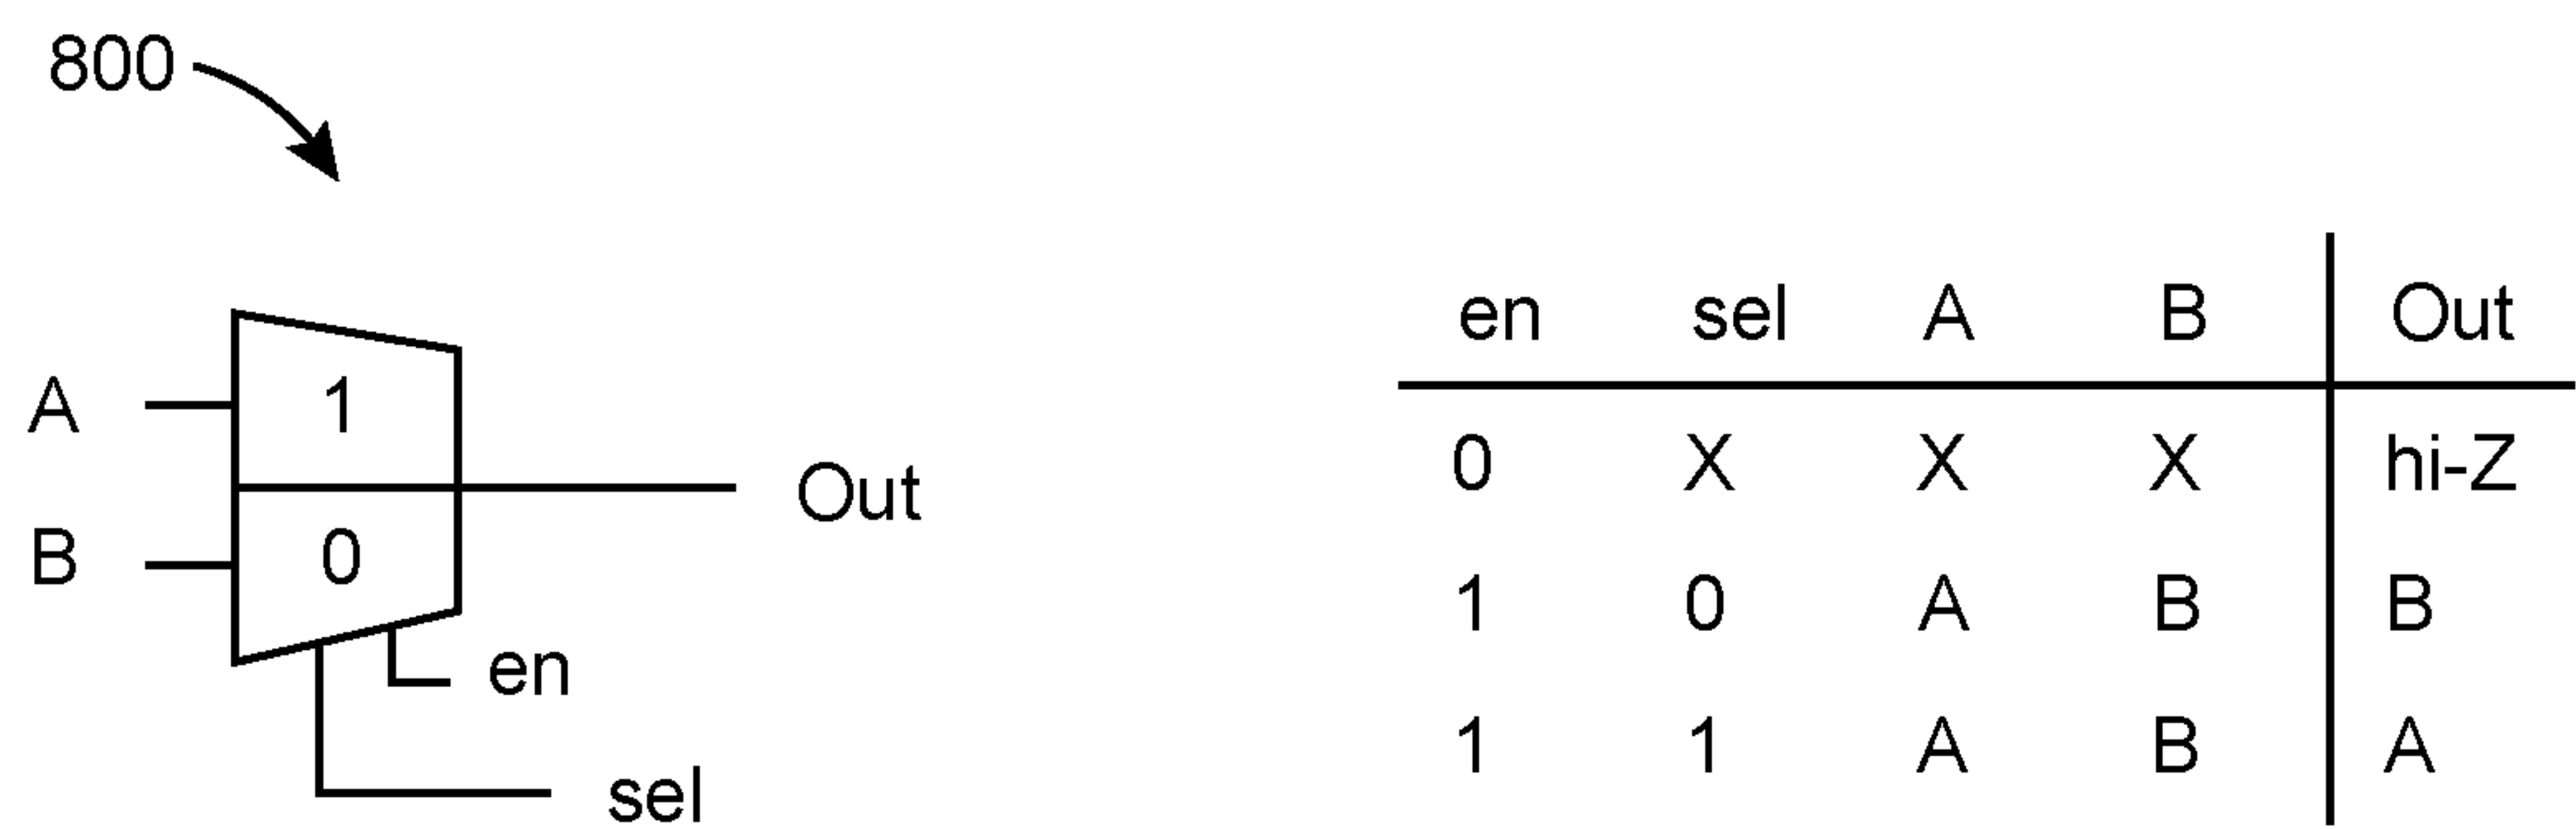 800
A 1
B 0
Out
en
sel
en sel A B Out
0 X X X hi-Z
1 0 A B B
1 1 A B A